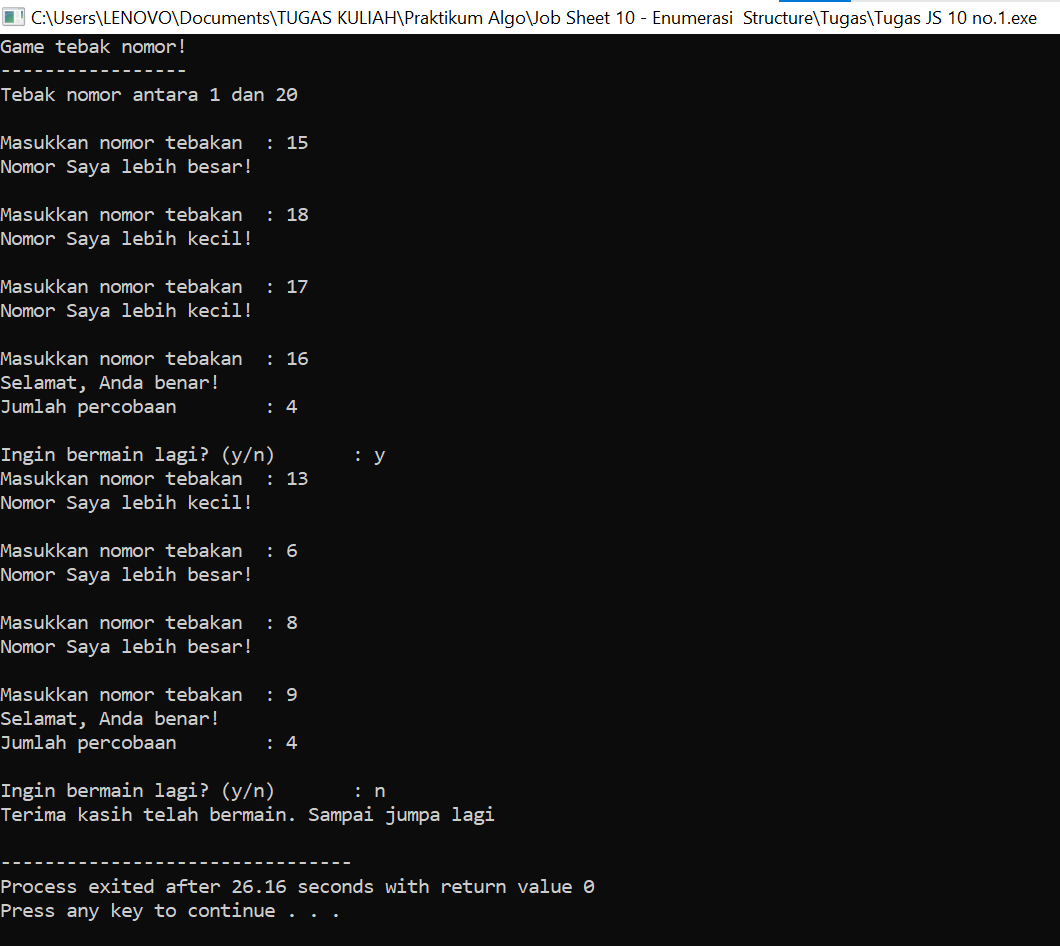 C:\Users\LENOVO\Documents\TUGAS KULIAH\Praktikum Algo\Job Sheet 10 - Enumerasi  Structure\Tugas\Tugas JS 10 no.1.exe
Game tebak nomor!
-----------------
Tebak nomor antara 1 dan 20
Masukkan nomor tebakan  : 15
Nomor Saya lebih besar!
Masukkan nomor tebakan  : 18
Nomor Saya lebih kecil!
Masukkan nomor tebakan  : 17
Nomor Saya lebih kecil!
Masukkan nomor tebakan  : 16
Selamat, Anda benar!
Jumlah percobaan        : 4
Ingin bermain lagi? (y/n)       : y
Masukkan nomor tebakan  : 13
Nomor Saya lebih kecil!
Masukkan nomor tebakan  : 6
Nomor Saya lebih besar!
Masukkan nomor tebakan  : 8
Nomor Saya lebih besar!
Masukkan nomor tebakan  : 9
Selamat, Anda benar!
Jumlah percobaan        : 4
Ingin bermain lagi? (y/n)       : n
Terima kasih telah bermain. Sampai jumpa lagi
--------------------------------
Process exited after 26.16 seconds with return value 0
Press any key to continue . . .